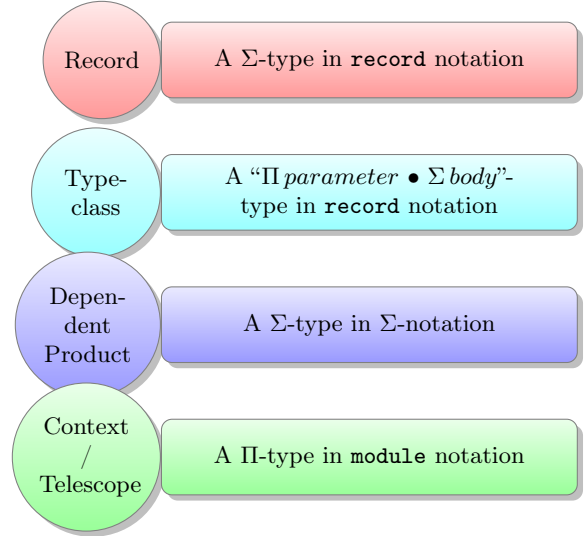 Record
A Σ-type in record notation
Type-
class
A “Π parameter • Σ body”-
type in record notation
Depen-
dent
Product
A Σ-type in Σ-notation
Context
/
Telescope
A Π-type in module notation